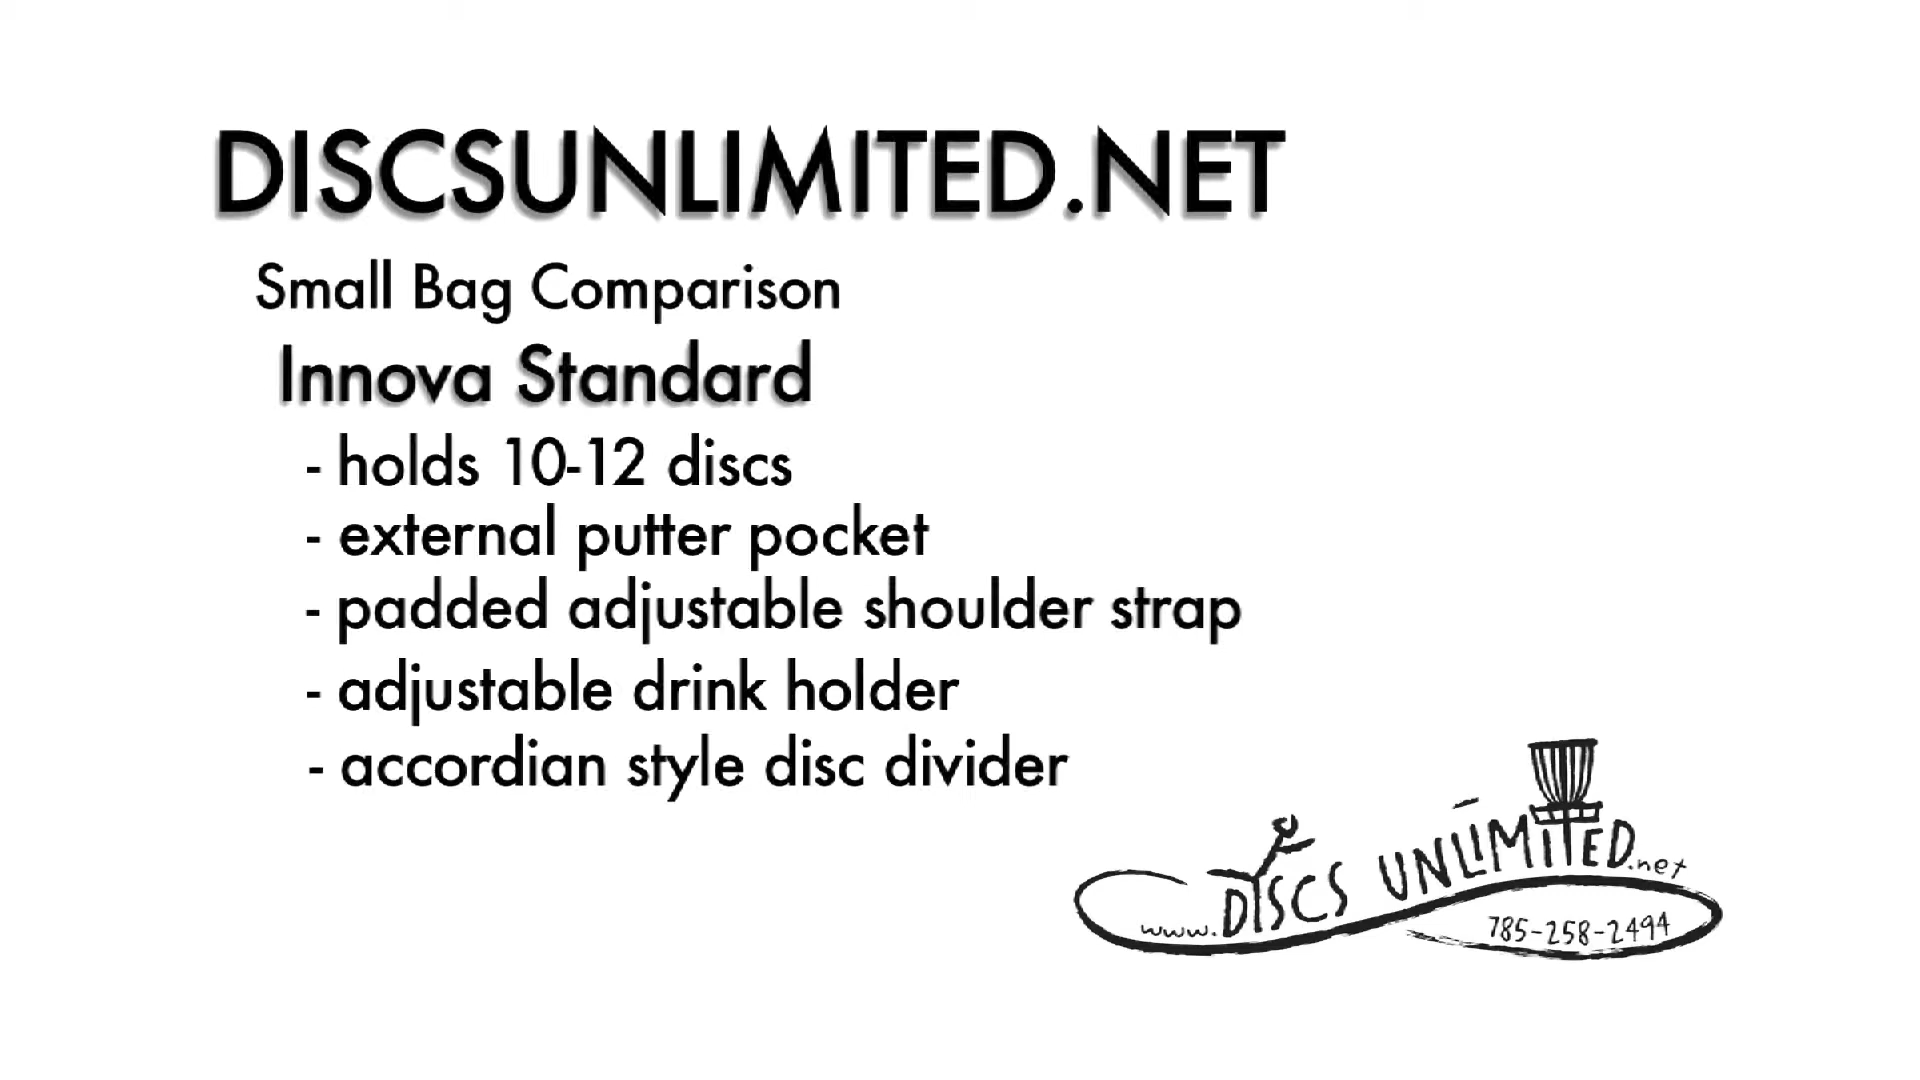 DISCSUNLIMITED.NET
Small Bag Comparison
Innova Standard
- holds 10-12 discs
- external putter pocket
- padded adjustable shoulder strap
- adjustable drink holder
- accordian style disc divider
www.DISCS UNLIMITED.net
785-258-2494